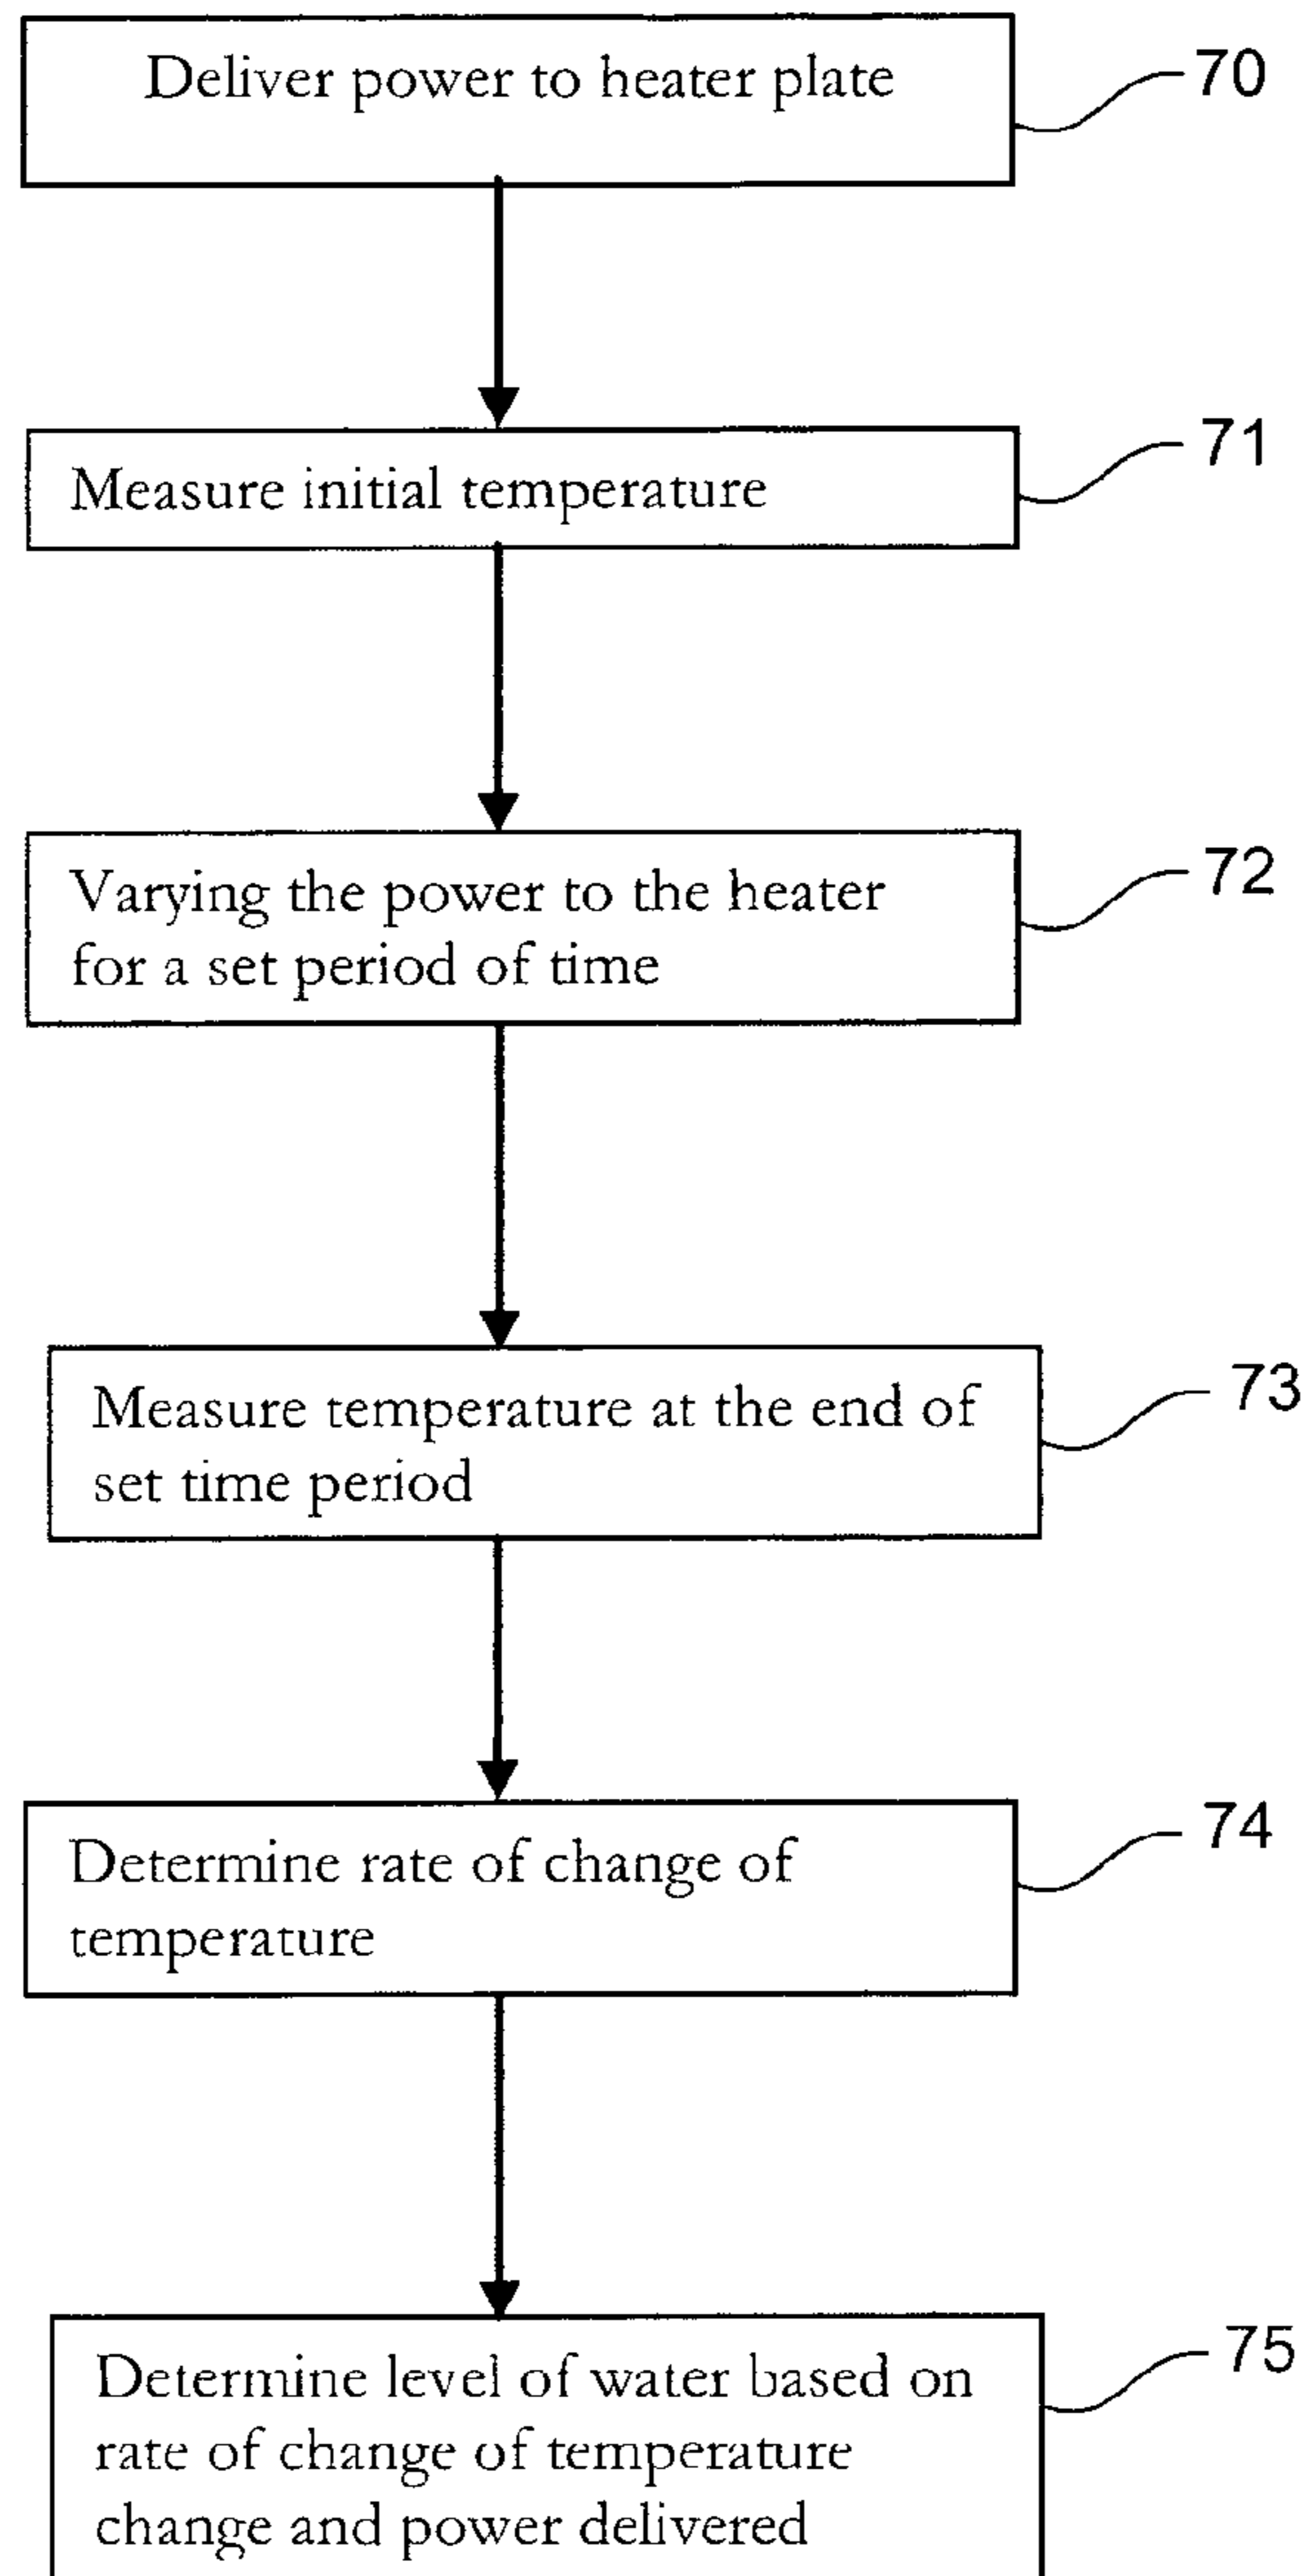 Deliver power to heater plate
70
Measure initial temperature
71
Varying the power to the heater
for a set period of time
72
Measure temperature at the end of
set time period
73
Determine rate of change of
temperature
74
Determine level of water based on
rate of change of temperature
change and power delivered
75